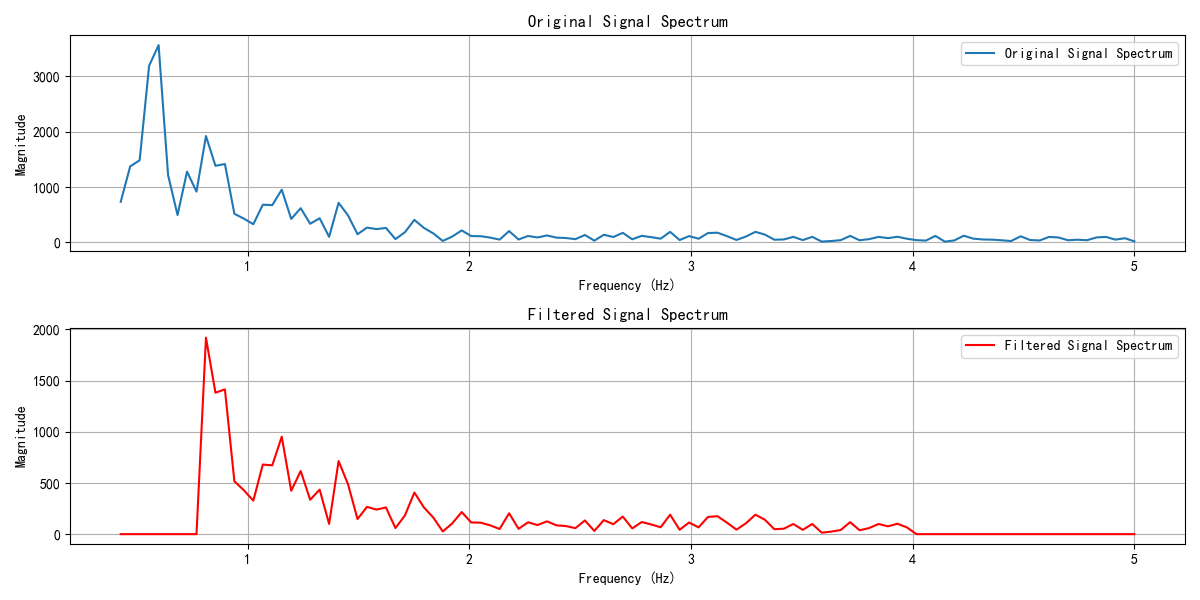 Original Signal Spectrum
Original Signal Spectrum
Magnitude
3000
2000
1000
0
1 2 3 4 5
Frequency (Hz)
Filtered Signal Spectrum
Filtered Signal Spectrum
Magnitude
2000
1500
1000
500
0
1 2 3 4 5
Frequency (Hz)